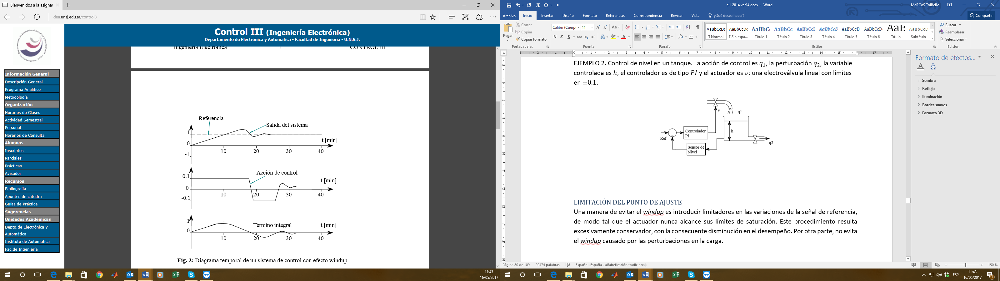 Bienvenidos a la asignat
dea.unsj.edu.ar/control3
Control III (Ingeniería Electrónica)
Departamento de Electrónica y Automática - Facultad de Ingeniería - U.N.S.J.
Información General
Descripción General
Programa Analítico
Metodología
Organización
Horarios de Clases
Actividad Semestral
Personal
Horarios de Consulta
Alumnos
Inscriptos
Parciales
Prácticas
Avisador
Recursos
Bibliografía
Apuntes de cátedra
Guías de Práctica
Sugerencias
Unidades Académicas
Depto.de Electrónica y
Automática
Instituto de Automática
Fac.de Ingeniería
Ingeniería Electrónica 1 CONTROL III
Referencia
Salida del sistema
1
0
-1
t [min]
10 20 30 40
Acción de control
0.1
0
-0.1
t [min]
10 20 30 40
Término integral
1
0
t [min]
10 20 30 40
Fig. 2: Diagrama temporal de un sistema de control con efecto windup
11:43
16/05/2017
cIII 2014 ver14.docx - Word
MaRCoS ToiBeRo
Archivo Inicio Insertar Diseño Formato Referencias Correspondencia Revisar Vista ¿Qué desea hacer? Compartir
Pegar
Cortar
Copiar
Copiar formato
Portapapeles
Calibri (Cuerpo 11
N K S abc x₂ x²
Fuente
Párrafo
AaBbCcDc AaBbCcDc AaBbC AaBbCc AaBbCcI AaBbCcD AaBbCcD AaBbCcD AaB AaBbCcD
¶ Normal ¶ Sin espa... Título 1 Título 2 Título 3 Título 4 Título 5 Título 6 Título Subtítulo
Estilos
Buscar
Reemplazar
Seleccionar
Edición
EJEMPLO 2. Control de nivel en un tanque. La acción de control es q₁, la perturbación q₂, la variable
controlada es h, el controlador es de tipo PI y el actuador es v: una electroválvula lineal con límites
en ±0.1.
v
q1
Ref
Controlador
PI
h
Sensor de
Nivel
q2
LIMITACIÓN DEL PUNTO DE AJUSTE
Una manera de evitar el windup es introducir limitadores en las variaciones de la señal de referencia,
de modo tal que el actuador nunca alcance sus límites de saturación. Este procedimiento resulta
excesivamente conservador, con la consecuente disminución en el desempeño. Por otra parte, no evita
el windup causado por las perturbaciones en la carga.
Formato de efectos...
Sombra
Reflejo
Iluminación
Bordes suaves
Formato 3D
Página 80 de 109 20474 palabras Español (España - alfabetización tradicional) 150 %
ESP
11:43
16/05/2017